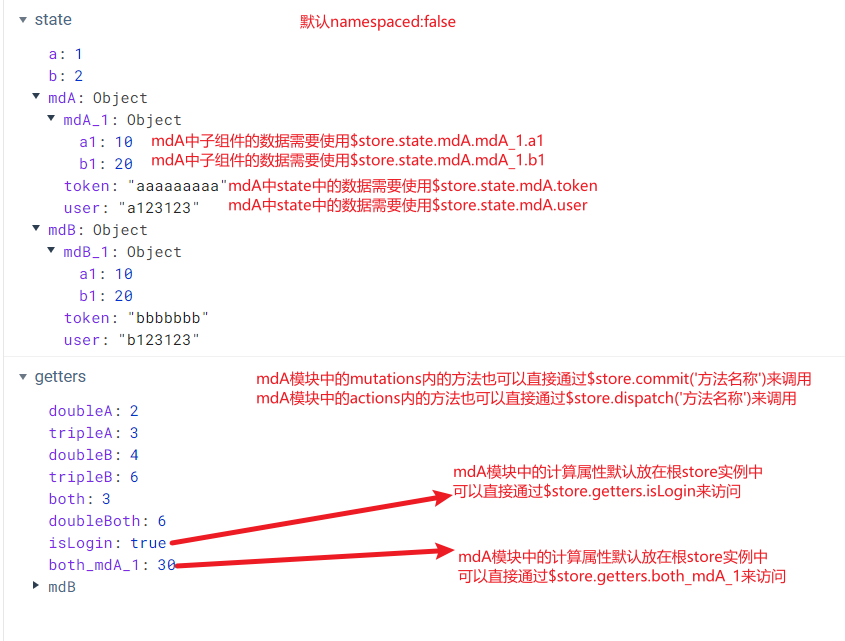 state
默认namespaced:false
a: 1
b: 2
mdA: Object
mdA_1: Object
a1: 10 mdA中子组件的数据需要使用$store.state.mdA.mdA_1.a1
b1: 20 mdA中子组件的数据需要使用$store.state.mdA.mdA_1.b1
token: "aaaaaaaaa" mdA中state中的数据需要使用$store.state.mdA.token
user: "a123123" mdA中state中的数据需要使用$store.state.mdA.user
mdB: Object
mdB_1: Object
a1: 10
b1: 20
token: "bbbbbbb"
user: "b123123"
getters
mdA模块中的mutations内的方法也可以直接通过$store.commit('方法名称')来调用
mdA模块中的actions内的方法也可以直接通过$store.dispatch('方法名称')来调用
doubleA: 2
tripleA: 3
doubleB: 4
tripleB: 6
both: 3
doubleBoth: 6
isLogin: true
both_mdA_1: 30
mdB
mdA模块中的计算属性默认放在根store实例中
可以直接通过$store.getters.isLogin来访问
mdA模块中的计算属性默认放在根store实例中
可以直接通过$store.getters.both_mdA_1来访问